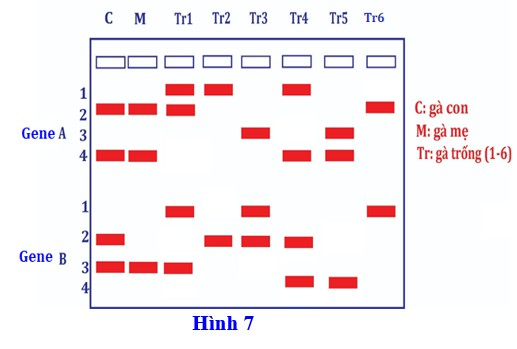 C M Tr1 Tr2 Tr3 Tr4 Tr5 Tr6
1
2
Gene A
3
4
1
2
Gene B
3
4
C: gà con
M: gà mẹ
Tr: gà trống (1-6)
Hình 7